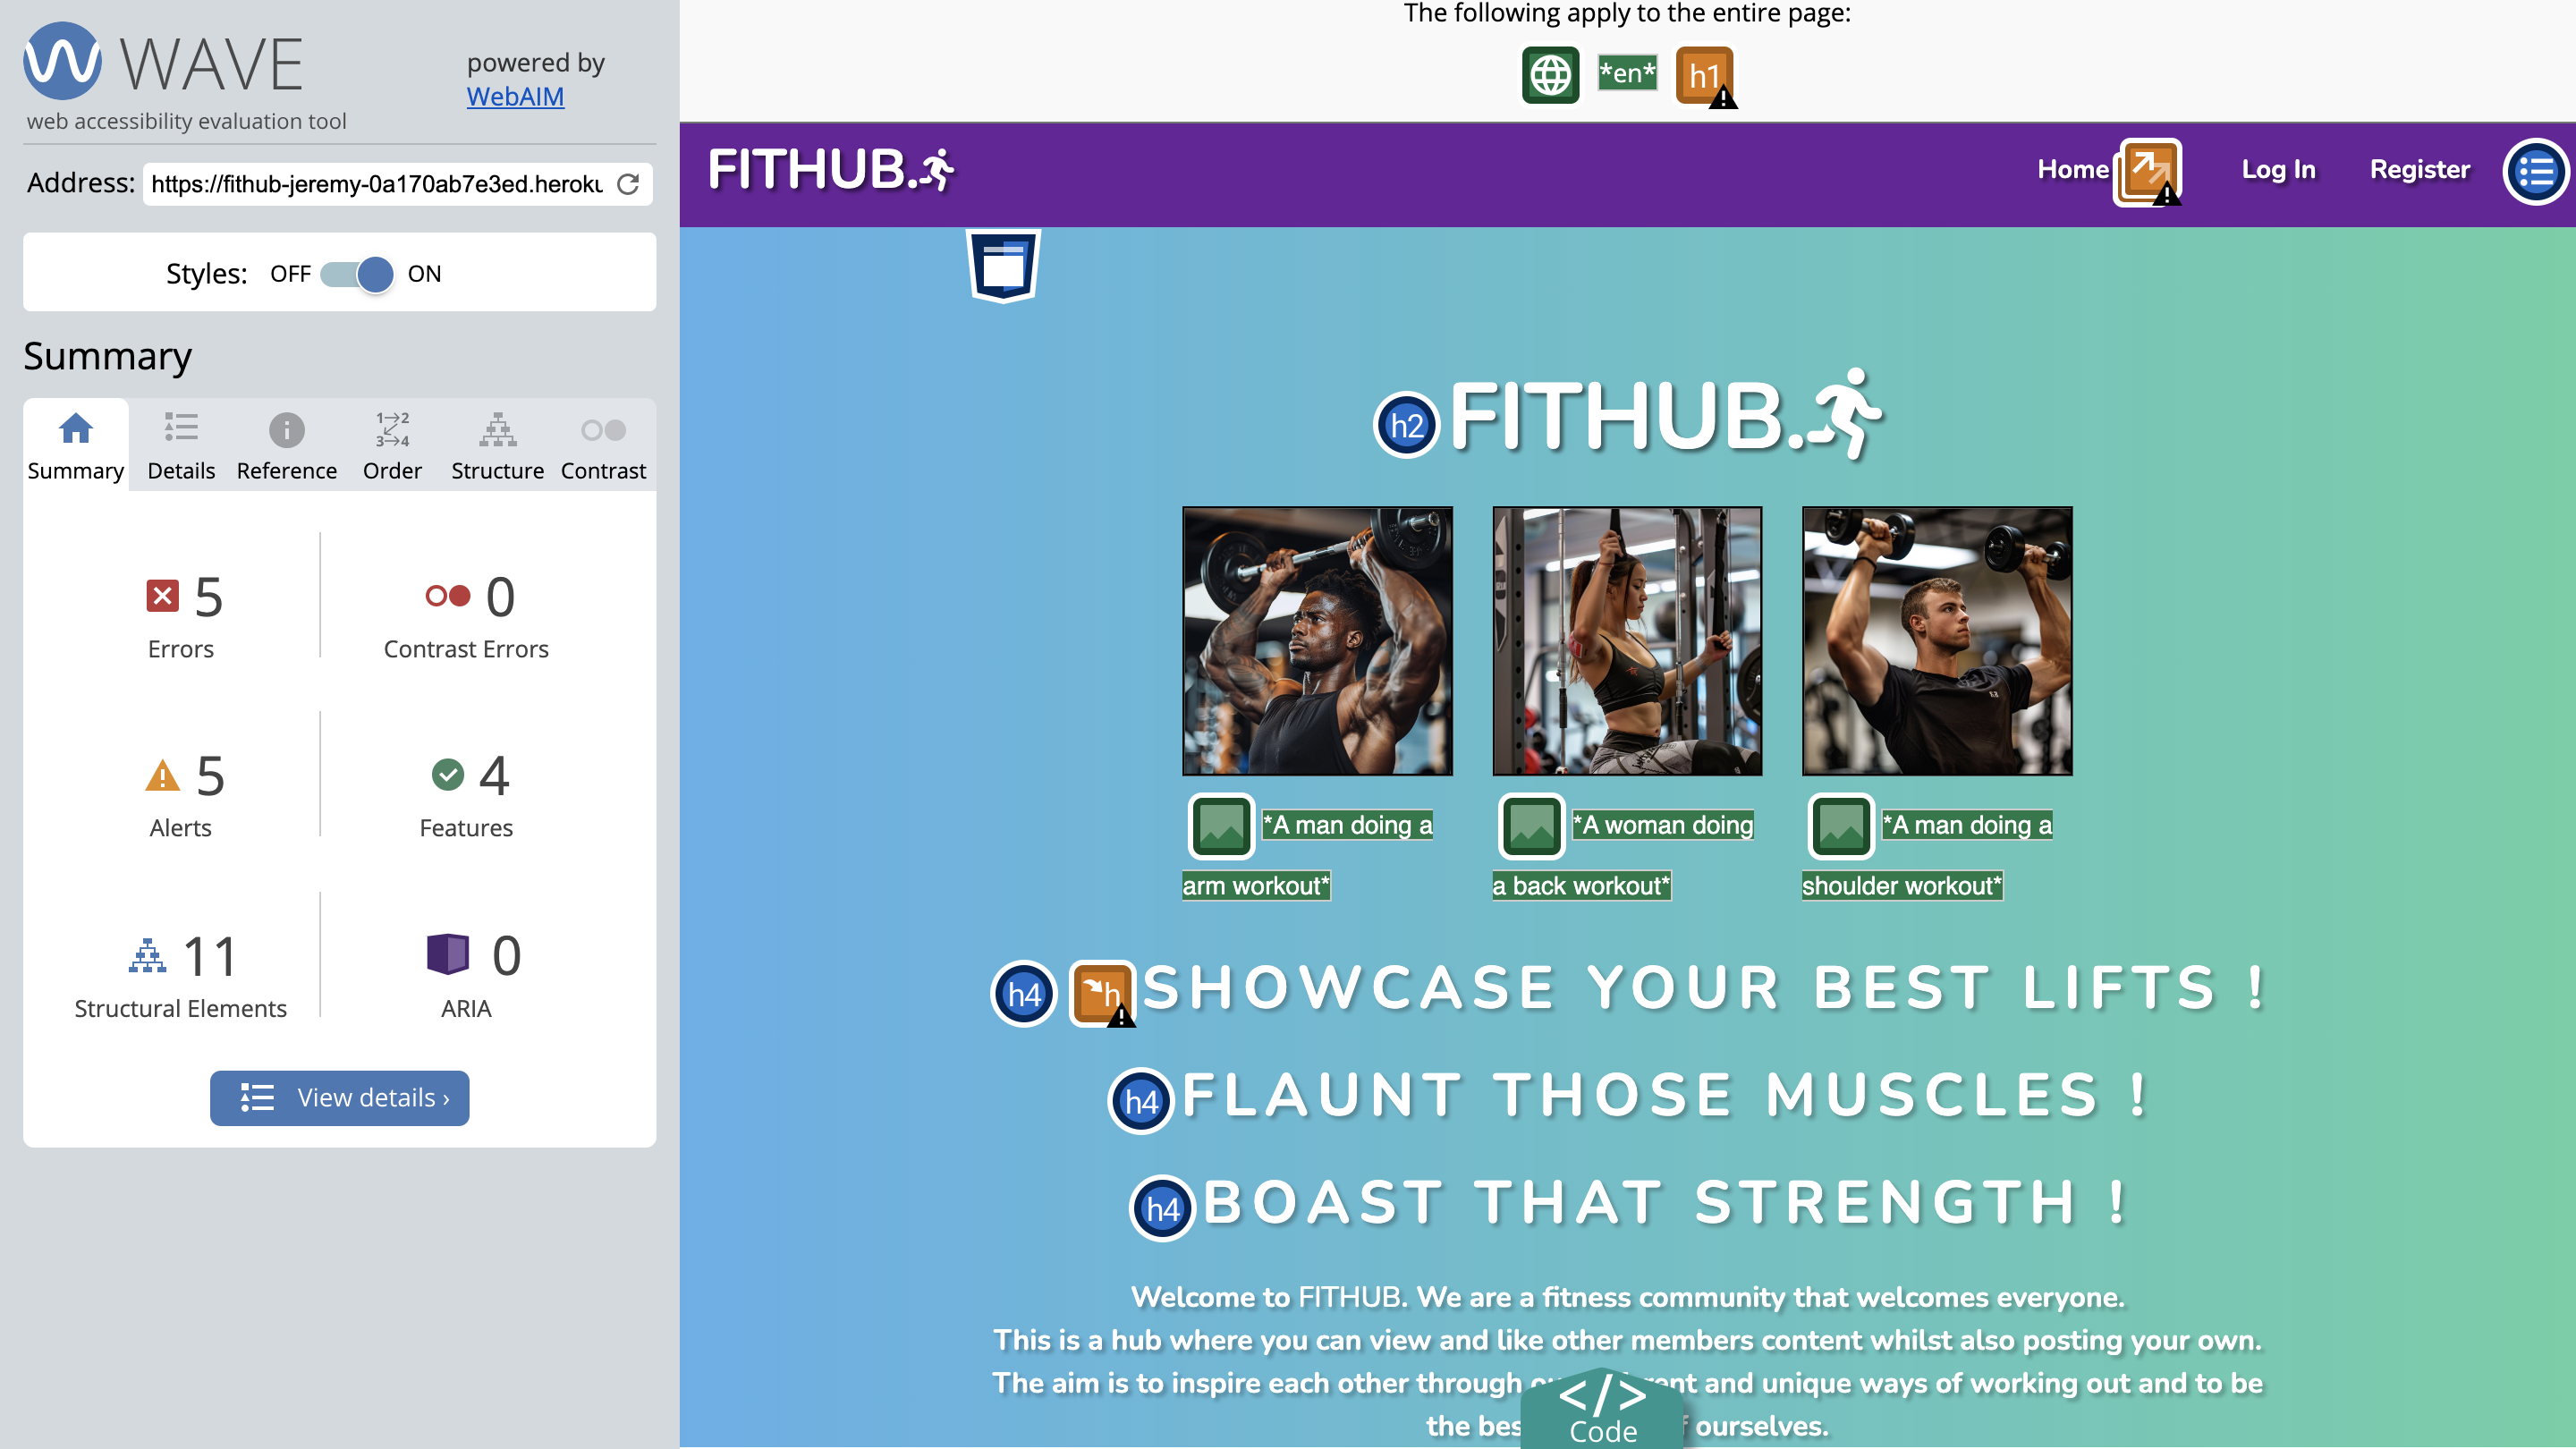 WAVE
powered by
WebAIM
web accessibility evaluation tool
Address: https://fithub-jeremy-0a170ab7e3ed.heroku
Styles: OFF ON
Summary
Summary Details Reference Order Structure Contrast
1→2
3→4
5 Errors
0 Contrast Errors
5 Alerts
4 Features
11 Structural Elements
0 ARIA
View details ›
The following apply to the entire page:
*en* h1
FITHUB. Home Log In Register
h2 FITHUB.
*A man doing a arm workout*
*A woman doing a back workout*
*A man doing a shoulder workout*
h4 h SHOWCASE YOUR BEST LIFTS !
h4 FLAUNT THOSE MUSCLES !
h4 BOAST THAT STRENGTH !
Welcome to FITHUB. We are a fitness community that welcomes everyone.
This is a hub where you can view and like other members content whilst also posting your own.
The aim is to inspire each other through and unique ways of working out and to be
the ourselves.
</> Code